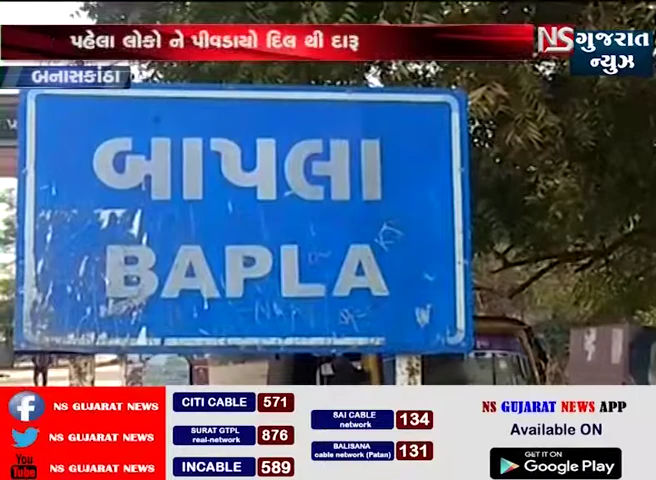 પહેલા લોકો ને પીવડાયો દિલ થી દારૂ
NS ગુજરાત
ન્યુઝ
બનાસકાંઠા
બાપલા
BAPLA
NS GUJARAT NEWS
NS GUJARAT NEWS
You Tube NS GUJARAT NEWS
CITI CABLE 571
SURAT GTPL real-network 876
INCABLE 589
SAI CABLE network 134
BALISANA cable network (Patan) 131
NS GUJARAT NEWS APP
Available ON
GET IT ON
Google Play